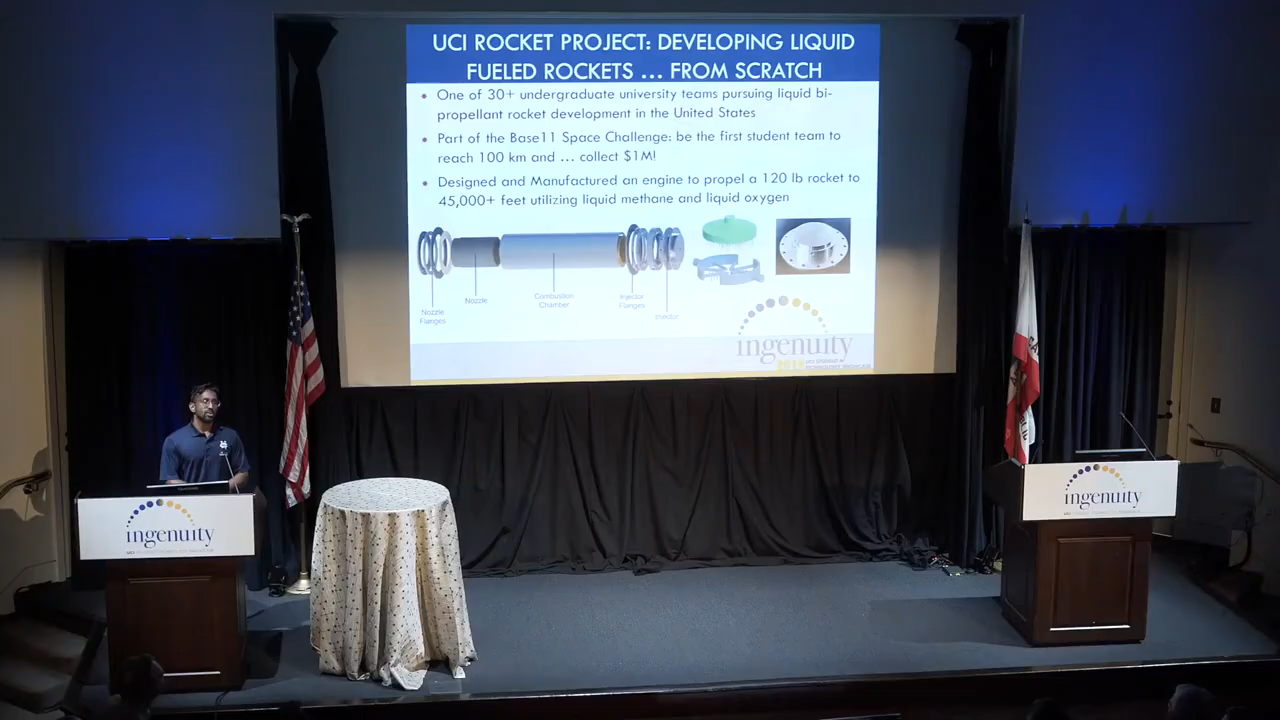 UCI ROCKET PROJECT: DEVELOPING LIQUID
FUELED ROCKETS ... FROM SCRATCH
• One of 30+ undergraduate university teams pursuing liquid bi-
propellant rocket development in the United States
• Part of the Base11 Space Challenge: be the first student team to
reach 100 km and ... collect $1M!
• Designed and Manufactured an engine to propel a 120 lb rocket to
45,000+ feet utilizing liquid methane and liquid oxygen
Nozzle
Flanges
Nozzle
Combustion
Chamber
Injector
Flanges
Injector
ingenuity
ingenuity
UCI
ingenuity